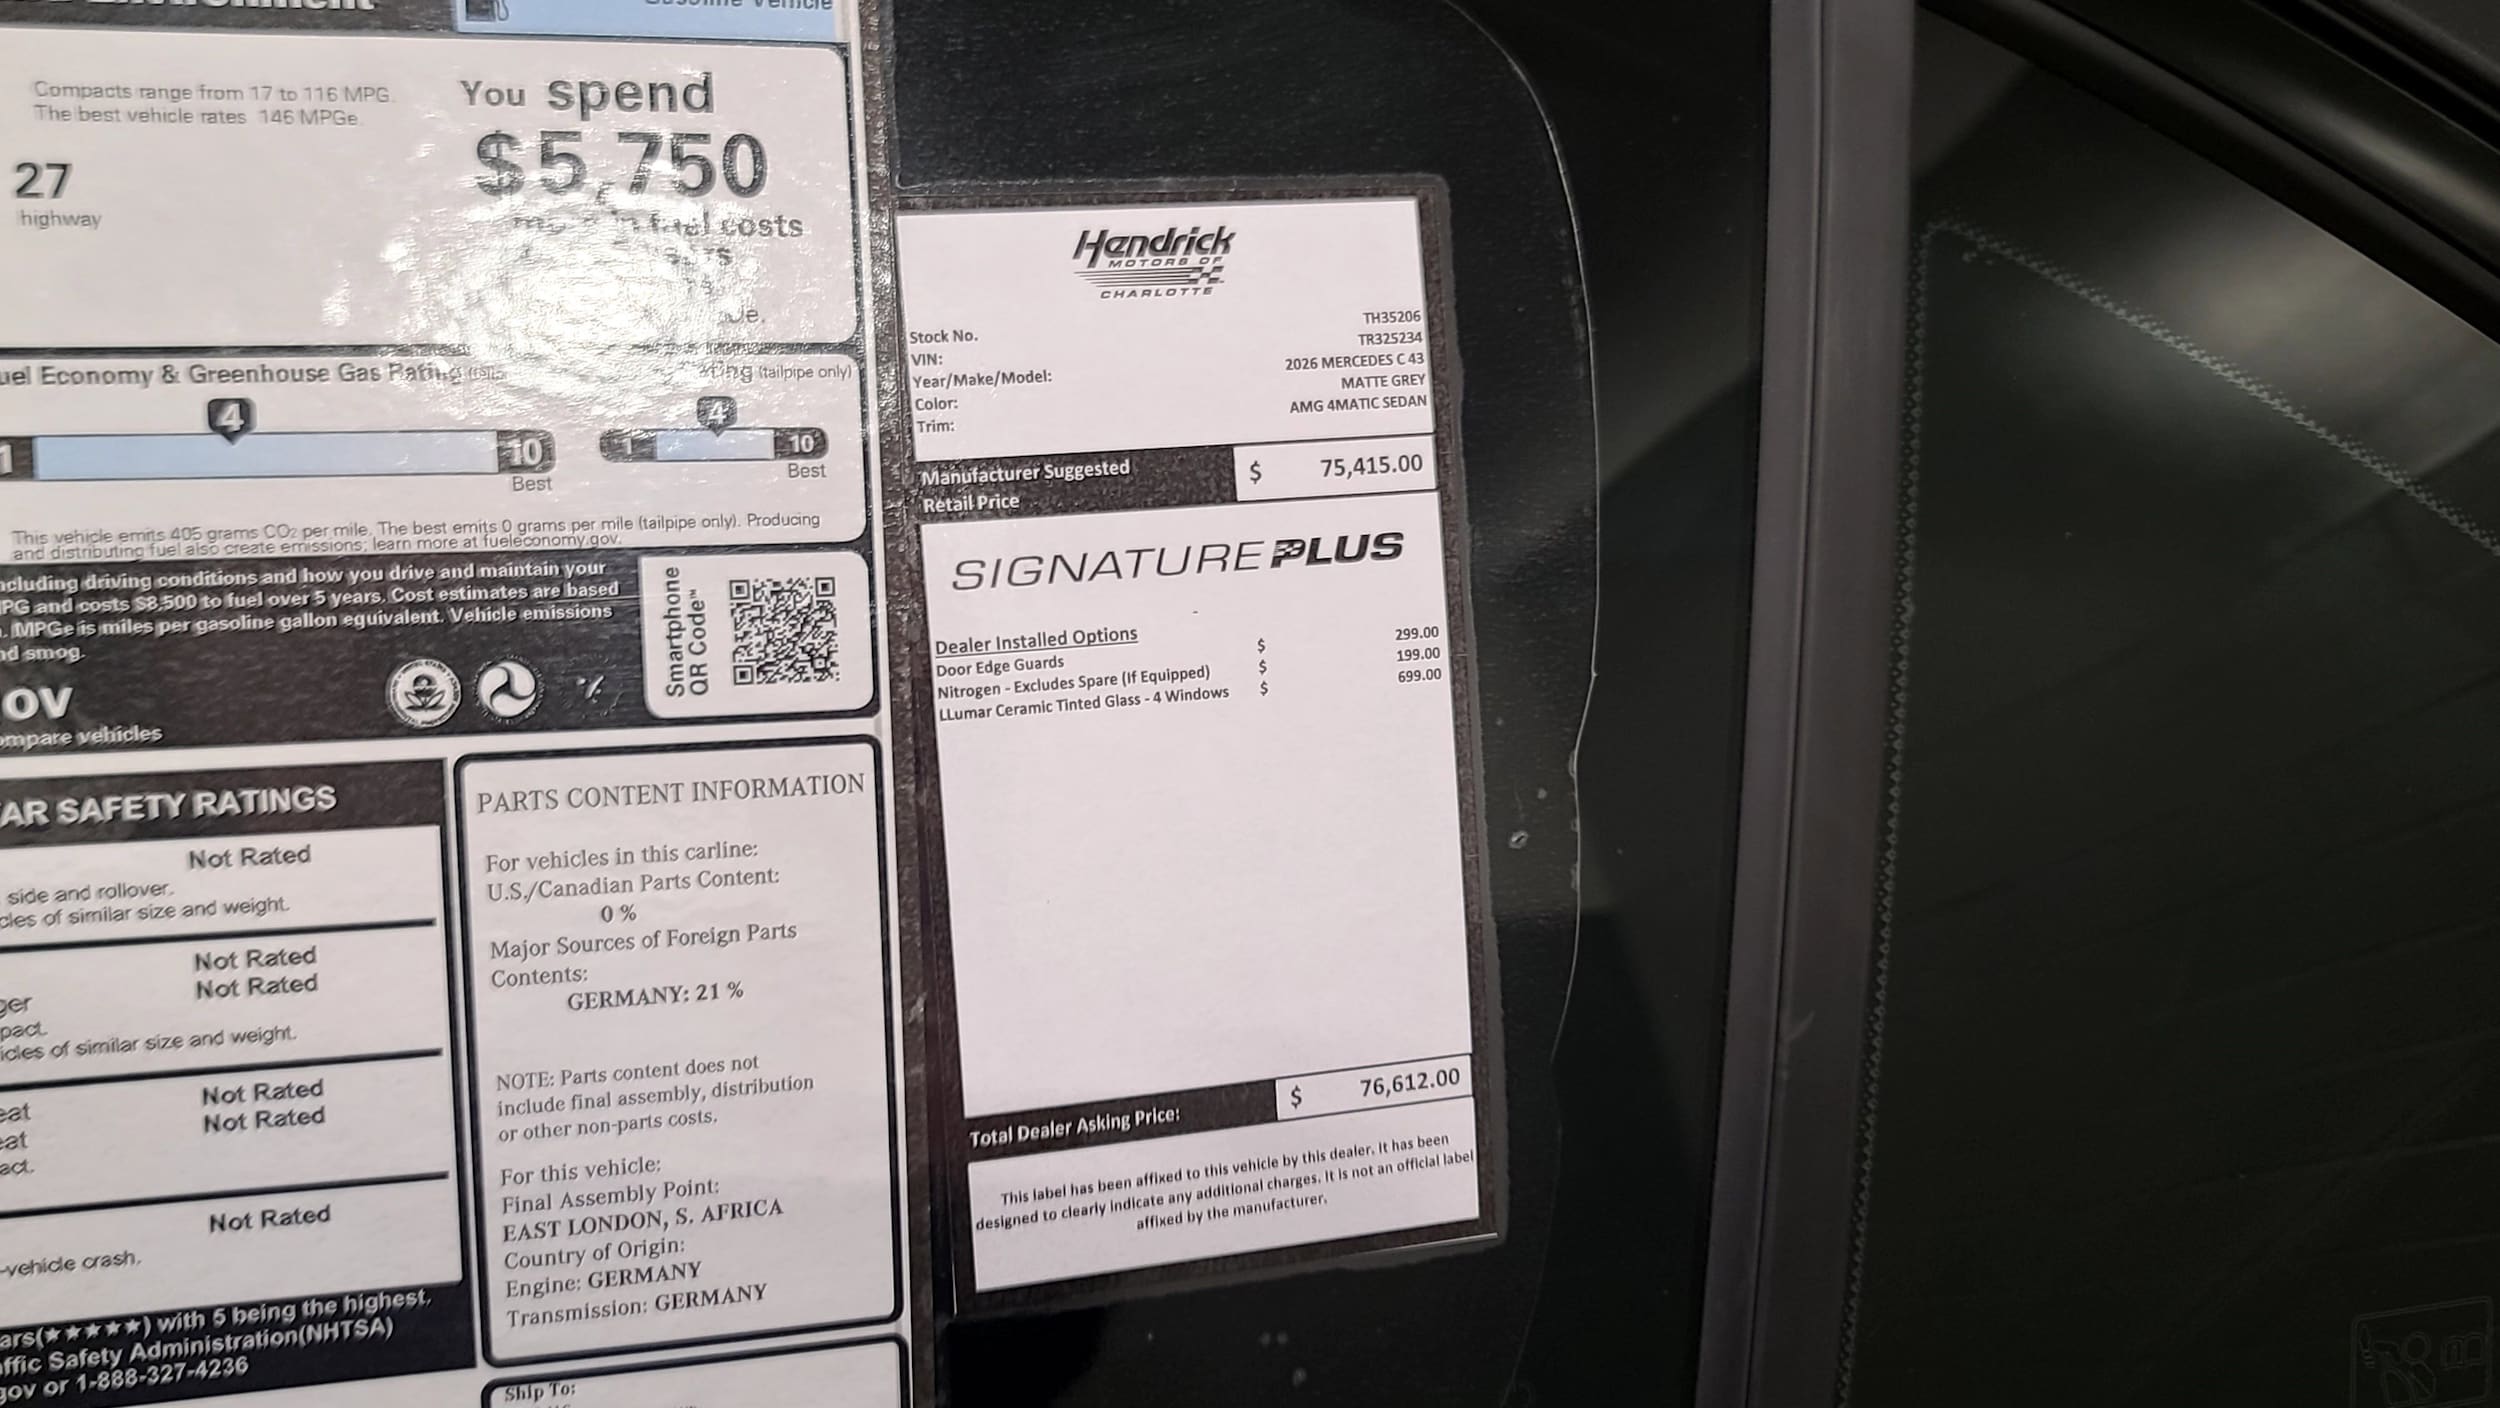 Gasoline Vehicle
Compacts range from 17 to 116 MPG.
The best vehicle rates 146 MPGe.
27
highway
You spend
$5,750
in fuel costs
uel Economy & Greenhouse Gas Rating
(tailpipe only)
4
4
1
10
1
10
Best
Best
This vehicle emits 405 grams CO2 per mile. The best emits 0 grams per mile (tailpipe only). Producing
and distributing fuel also create emissions; learn more at fueleconomy.gov.
ncluding driving conditions and how you drive and maintain your
PG and costs $8,500 to fuel over 5 years. Cost estimates are based
. MPGe is miles per gasoline gallon equivalent. Vehicle emissions
nd smog.
ov
ompare vehicles
Smartphone
QR Code™
AR SAFETY RATINGS
Not Rated
side and rollover.
cles of similar size and weight.
Not Rated
ger
Not Rated
pact.
icles of similar size and weight.
eat
Not Rated
eat
Not Rated
act.
Not Rated
-vehicle crash.
ars(★★★★★) with 5 being the highest.
affic Safety Administration(NHTSA)
gov or 1-888-327-4236
PARTS CONTENT INFORMATION
For vehicles in this carline:
U.S./Canadian Parts Content:
0 %
Major Sources of Foreign Parts
Contents:
GERMANY: 21 %
NOTE: Parts content does not
include final assembly, distribution
or other non-parts costs.
For this vehicle:
Final Assembly Point:
EAST LONDON, S. AFRICA
Country of Origin:
Engine: GERMANY
Transmission: GERMANY
Ship To:
Hendrick
MOTORS OF
CHARLOTTE
Stock No. TH35206
VIN: TR325234
Year/Make/Model: 2026 MERCEDES C 43
Color: MATTE GREY
Trim: AMG 4MATIC SEDAN
Manufacturer Suggested
Retail Price
$ 75,415.00
SIGNATURE PLUS
Dealer Installed Options
Door Edge Guards $ 299.00
Nitrogen - Excludes Spare (If Equipped) $ 199.00
LLumar Ceramic Tinted Glass - 4 Windows $ 699.00
Total Dealer Asking Price: $ 76,612.00
This label has been affixed to this vehicle by this dealer. It has been
designed to clearly indicate any additional charges. It is not an official label
affixed by the manufacturer.